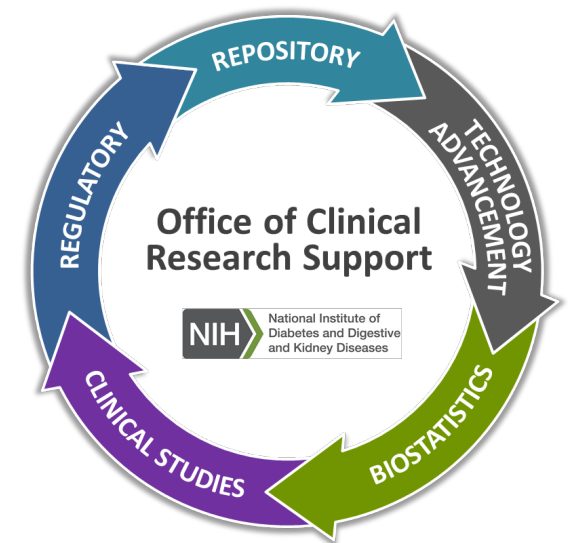 REPOSITORY
TECHNOLOGY
ADVANCEMENT
BIOSTATISTICS
CLINICAL STUDIES
REGULATORY
Office of Clinical
Research Support
NIH
National Institute of
Diabetes and Digestive
and Kidney Diseases